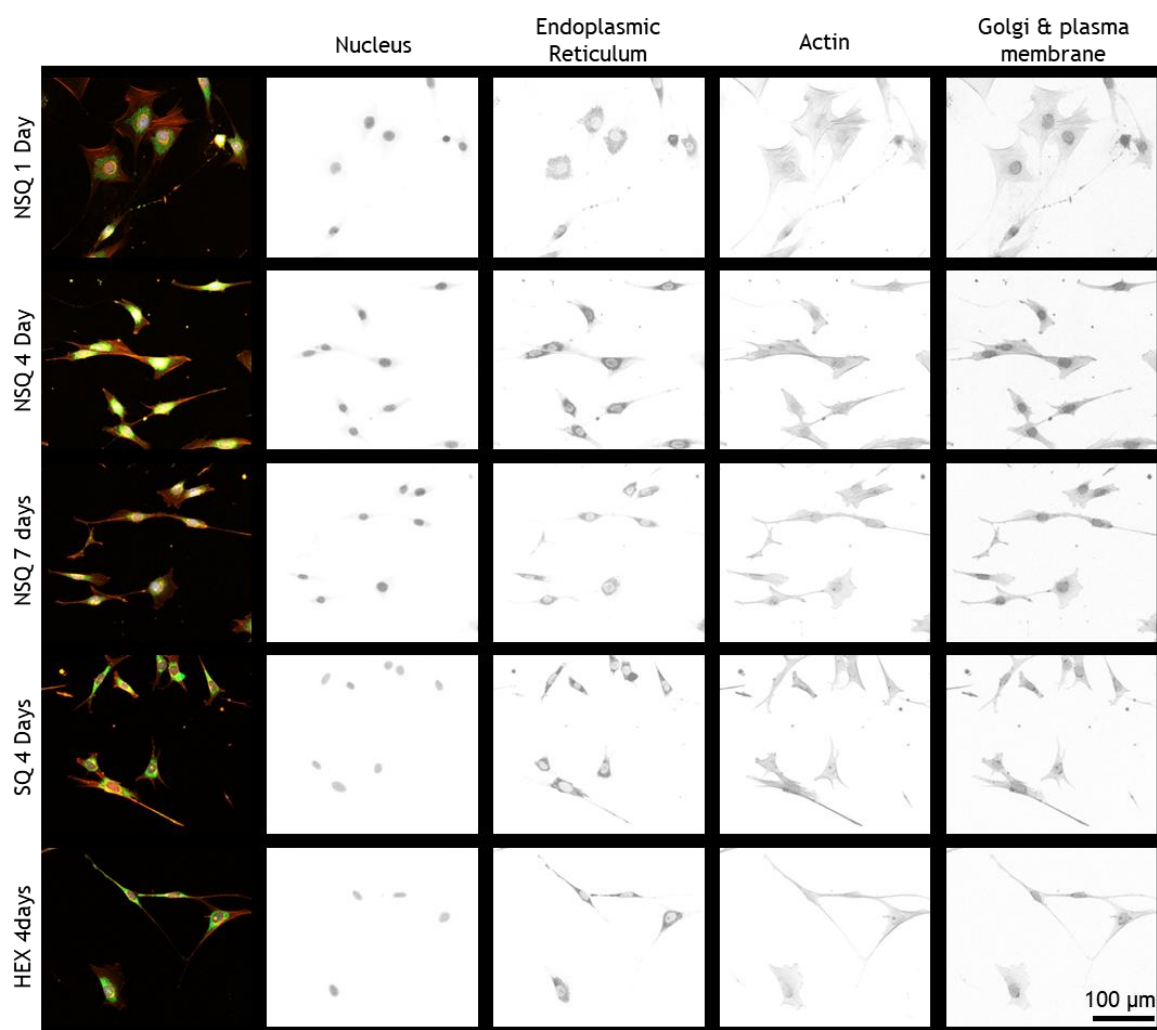 Nucleus
Endoplasmic
Reticulum
Actin
Golgi & plasma
membrane
NSQ 1 Day
NSQ 4 Day
NSQ 7 days
SQ 4 Days
HEX 4days
100 µm